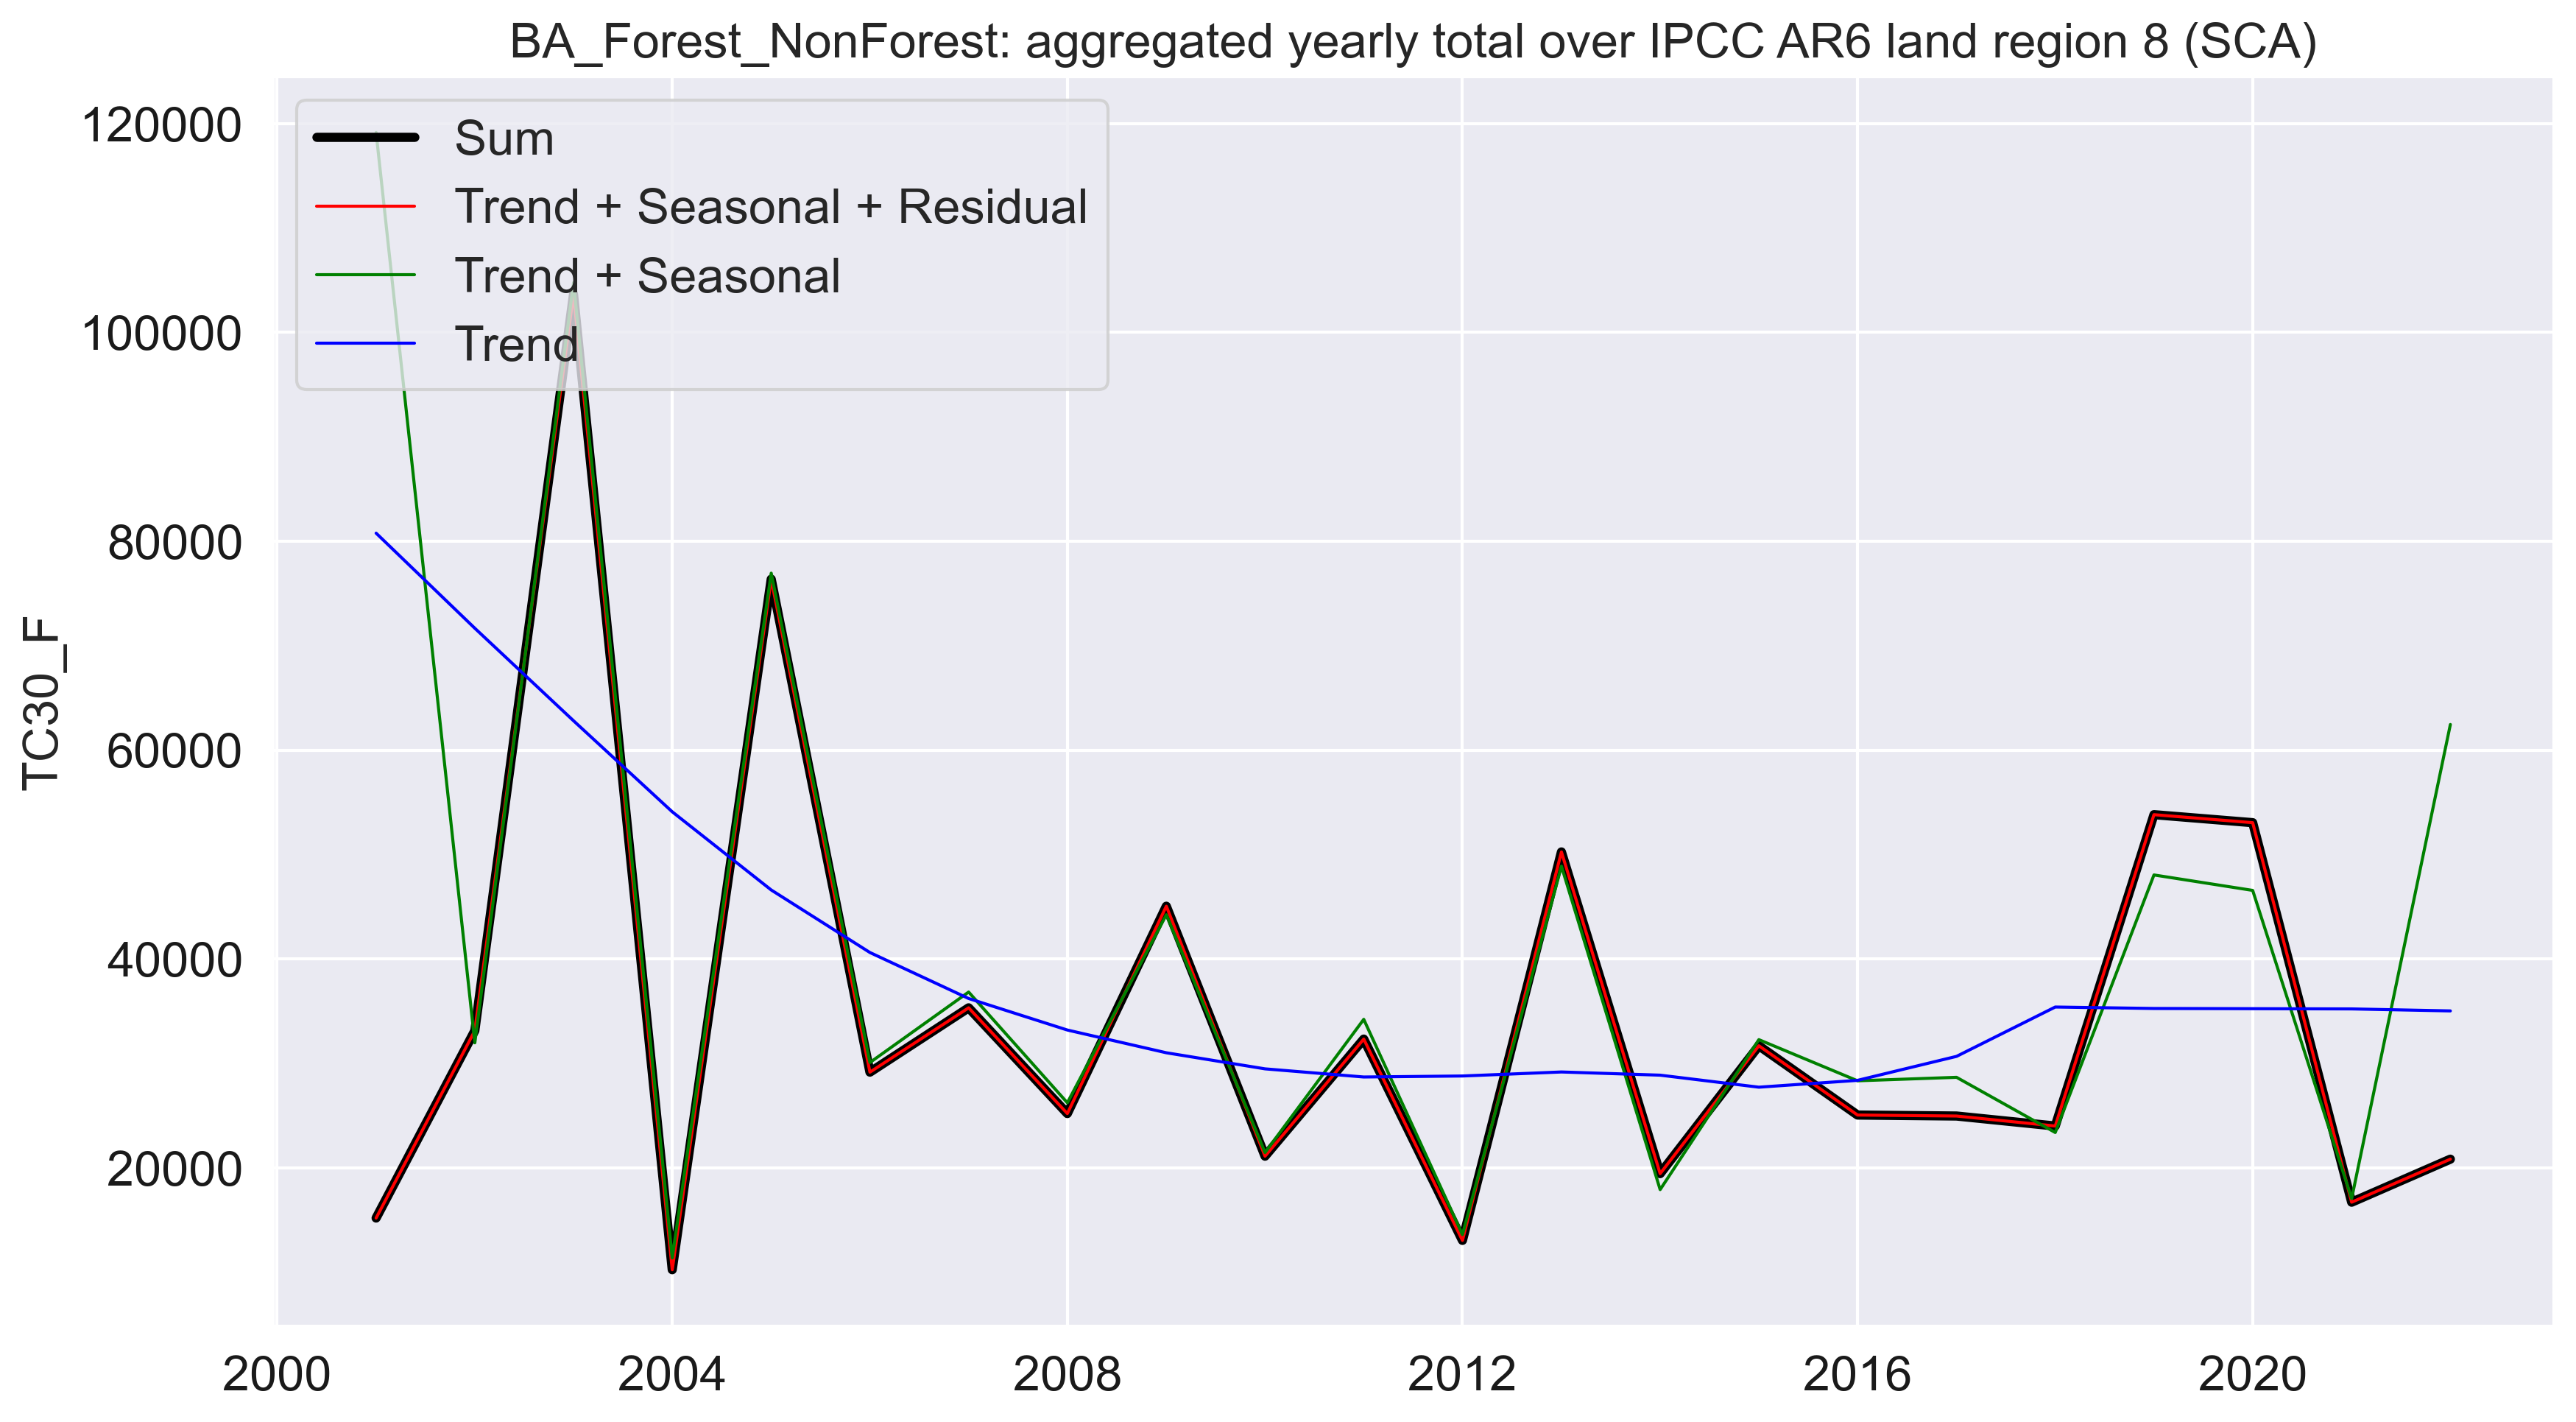 BA_Forest_NonForest: aggregated yearly total over IPCC AR6 land region 8 (SCA)
120000
100000
80000
60000
40000
20000
TC30_F
Sum
Trend + Seasonal + Residual
Trend + Seasonal
Trend
2000 2004 2008 2012 2016 2020